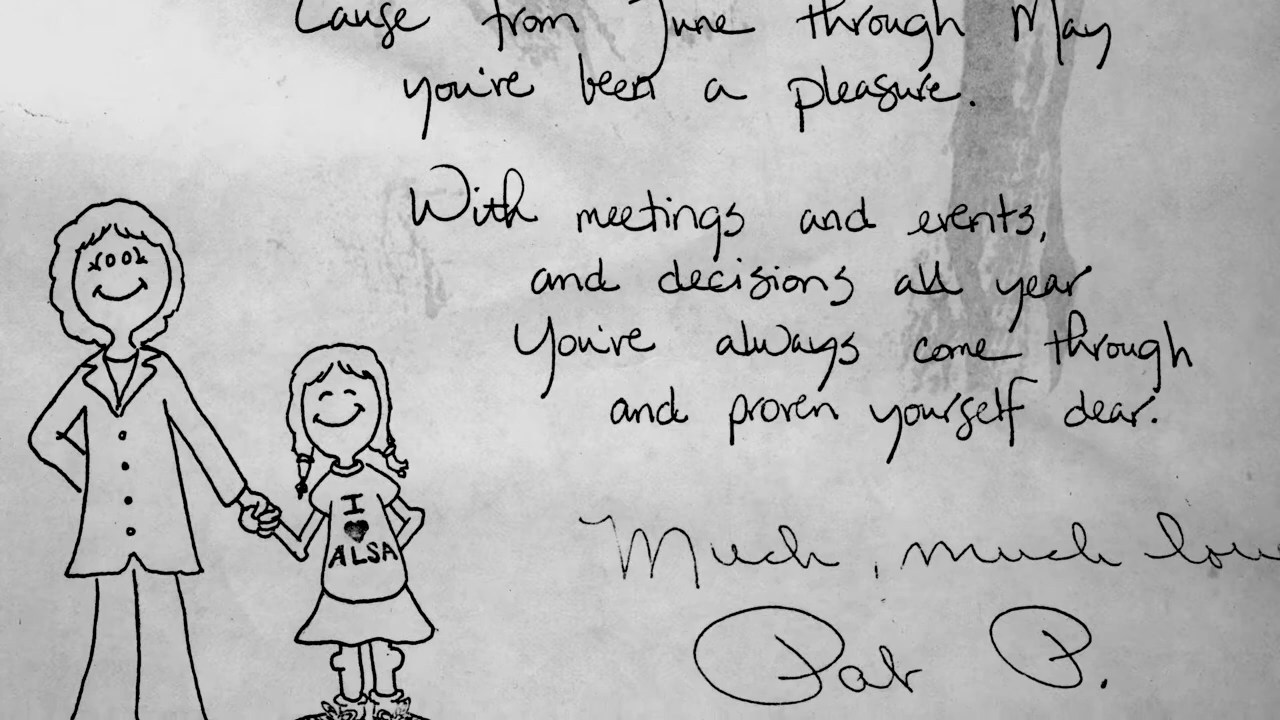 Cause from June through May
you've been a pleasure.
With meetings and events,
and decisions all year
You've always come through
and proven yourself dear.
I
ALSA
Much, much love
Pat P.